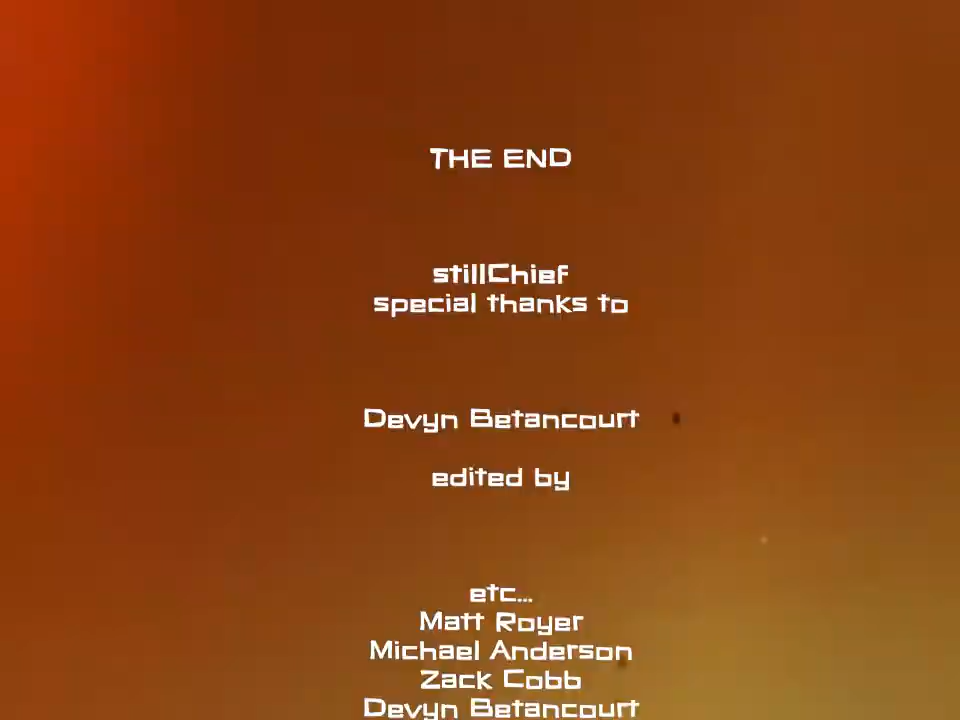 THE END
stillChief
special thanks to
Devyn Betancourt
edited by
etc...
Matt Royer
Michael Anderson
Zack Cobb
Devyn Betancourt